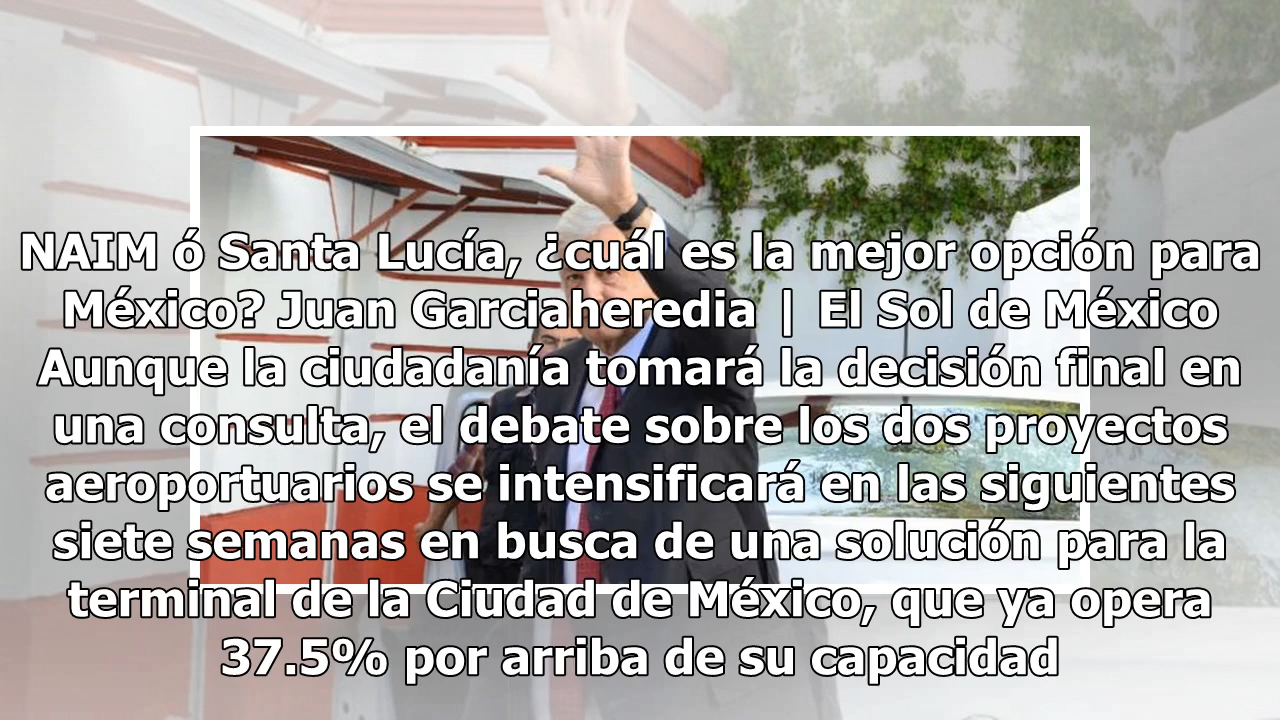 NAIM ó Santa Lucía, ¿cuál es la mejor opción para
México? Juan Garciaheredia | El Sol de México
Aunque la ciudadanía tomará la decisión final en
una consulta, el debate sobre los dos proyectos
aeroportuarios se intensificará en las siguientes
siete semanas en busca de una solución para la
terminal de la Ciudad de México, que ya opera
37.5% por arriba de su capacidad